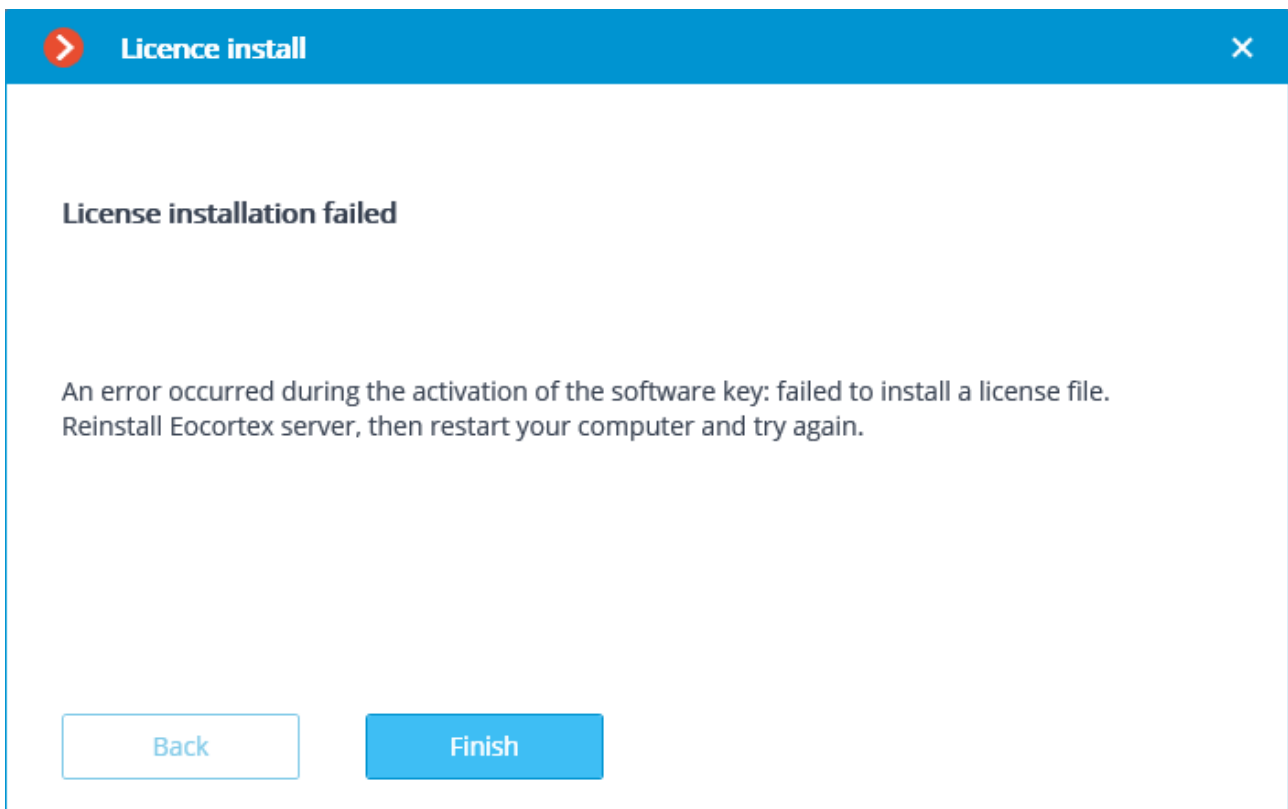 Licence install
License installation failed
An error occurred during the activation of the software key: failed to install a license file.
Reinstall Eocortex server, then restart your computer and try again.
Back
Finish